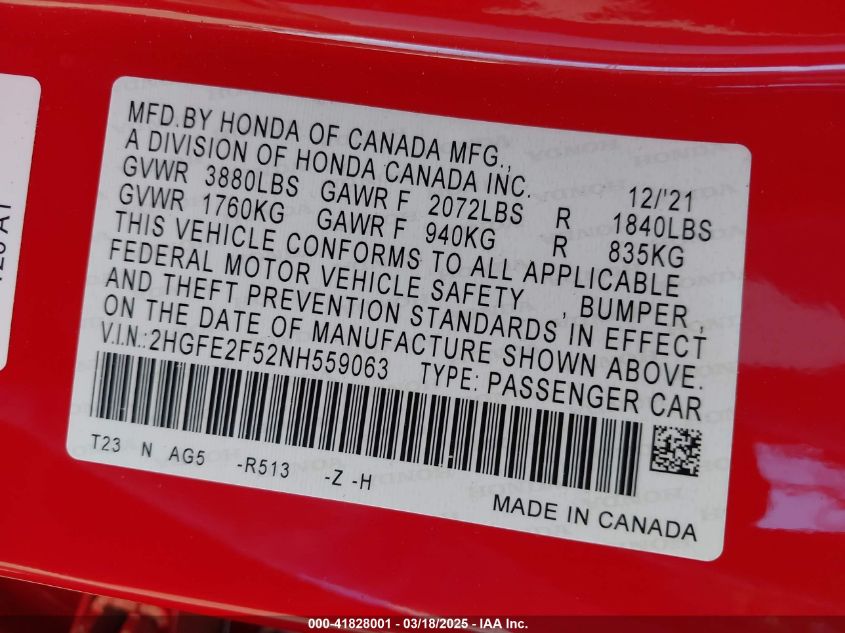 MFD.BY HONDA OF CANADA MFG.,
A DIVISION OF HONDA CANADA INC. 12/'21
GVWR 3880LBS GAWR F 2072LBS R 1840LBS
GVWR 1760KG GAWR F 940KG R 835KG
THIS VEHICLE CONFORMS TO ALL APPLICABLE
FEDERAL MOTOR VEHICLE SAFETY , BUMPER ,
AND THEFT PREVENTION STANDARDS IN EFFECT
ON THE DATE OF MANUFACTURE SHOWN ABOVE.
V.I.N.:2HGFE2F52NH559063 TYPE: PASSENGER CAR
T23 N AG5 -R513 -Z -H
MADE IN CANADA
000-41828001 - 03/18/2025 - IAA Inc.